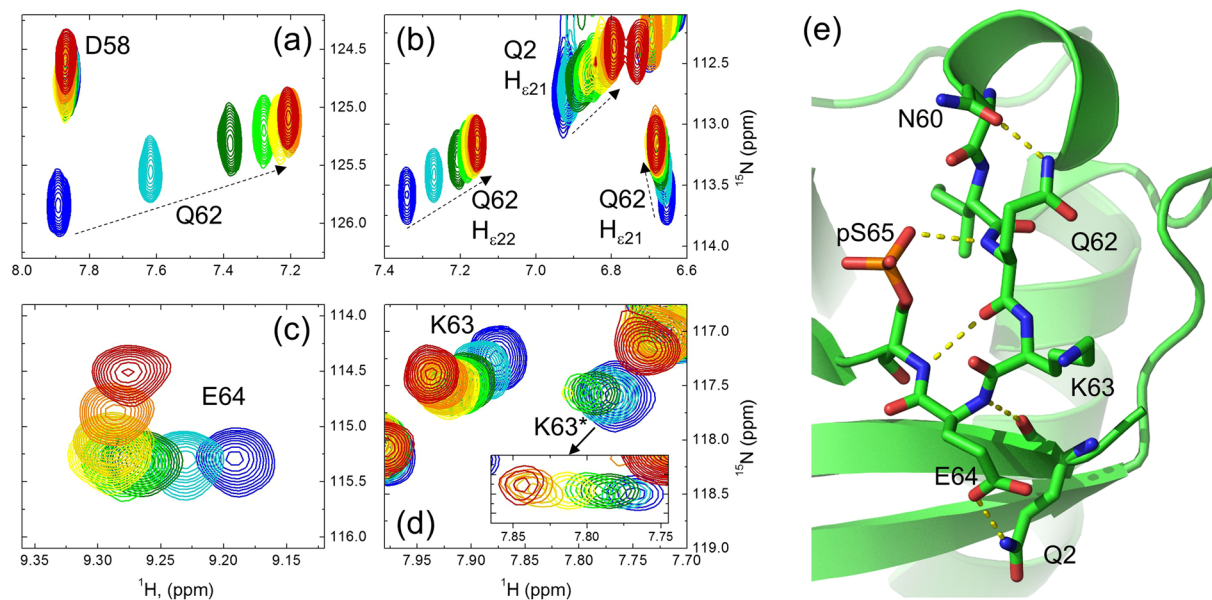 (a)
D58
Q62
124.5
125.0
125.5
126.0
8.0 7.8 7.6 7.4 7.2
(b)
Q2
Hε21
Q62
Hε22
Q62
Hε21
112.5
113.0
113.5
114.0
15N (ppm)
7.4 7.2 7.0 6.8 6.6
(c)
E64
114.0
114.5
115.0
115.5
116.0
9.35 9.30 9.25 9.20 9.15
1H, (ppm)
K63
K63*
(d)
7.85 7.80 7.75
117.0
117.5
118.0
118.5
119.0
15N (ppm)
7.95 7.90 7.85 7.80 7.75 7.70
1H (ppm)
(e)
N60
Q62
pS65
K63
E64
Q2